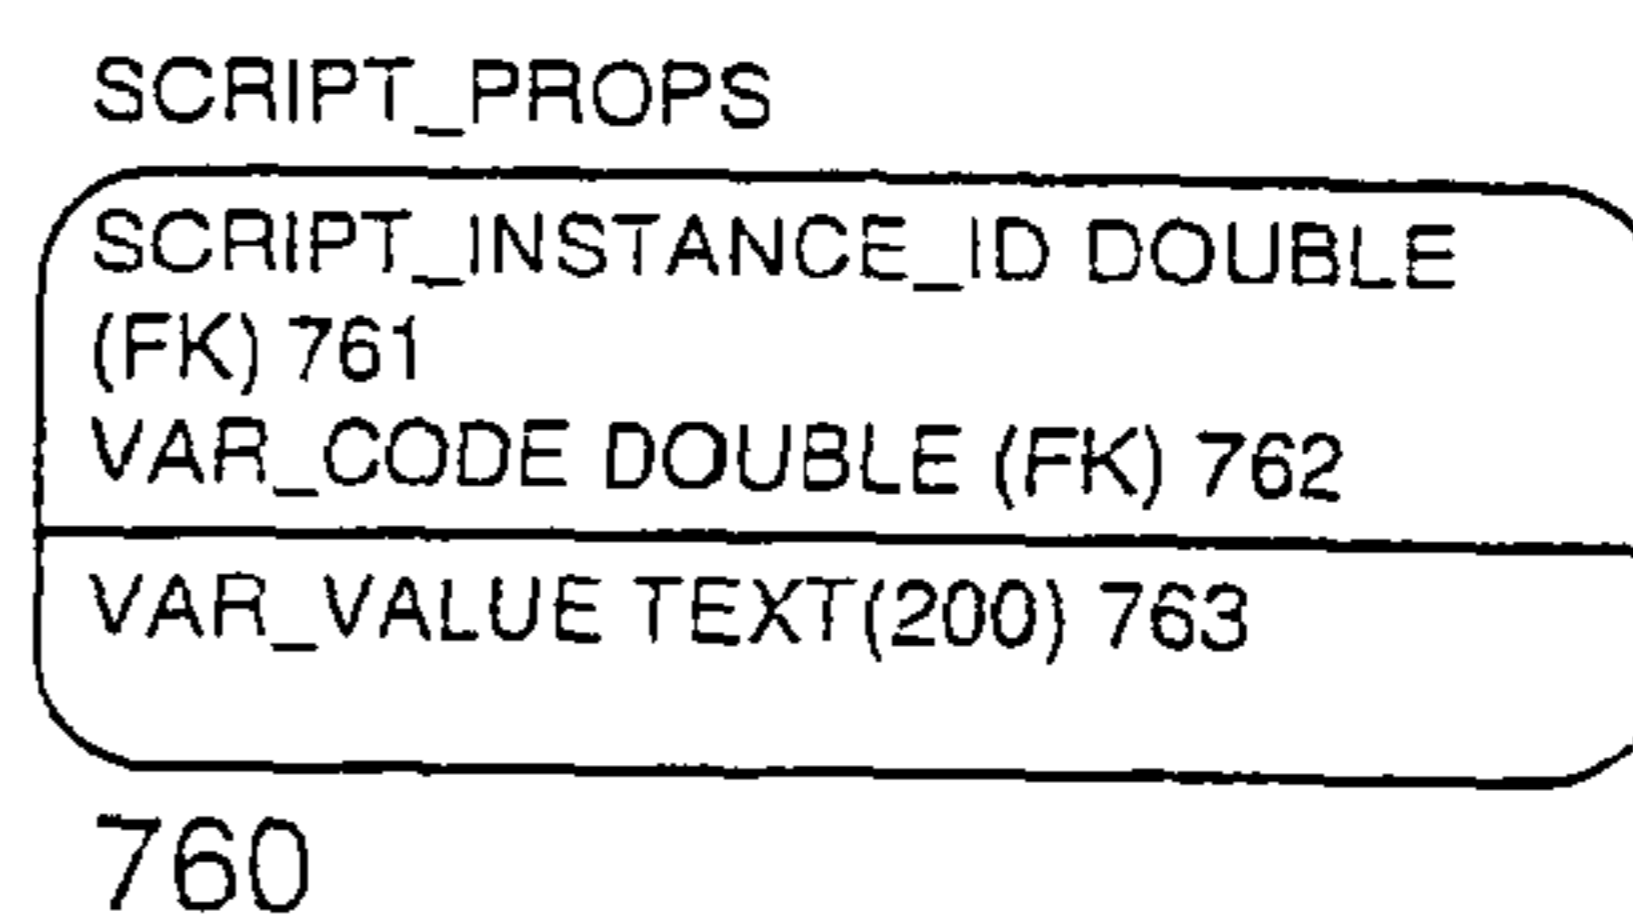 SCRIPT_PROPS
SCRIPT_INSTANCE_ID DOUBLE
(FK) 761
VAR_CODE DOUBLE (FK) 762
VAR_VALUE TEXT(200) 763
760